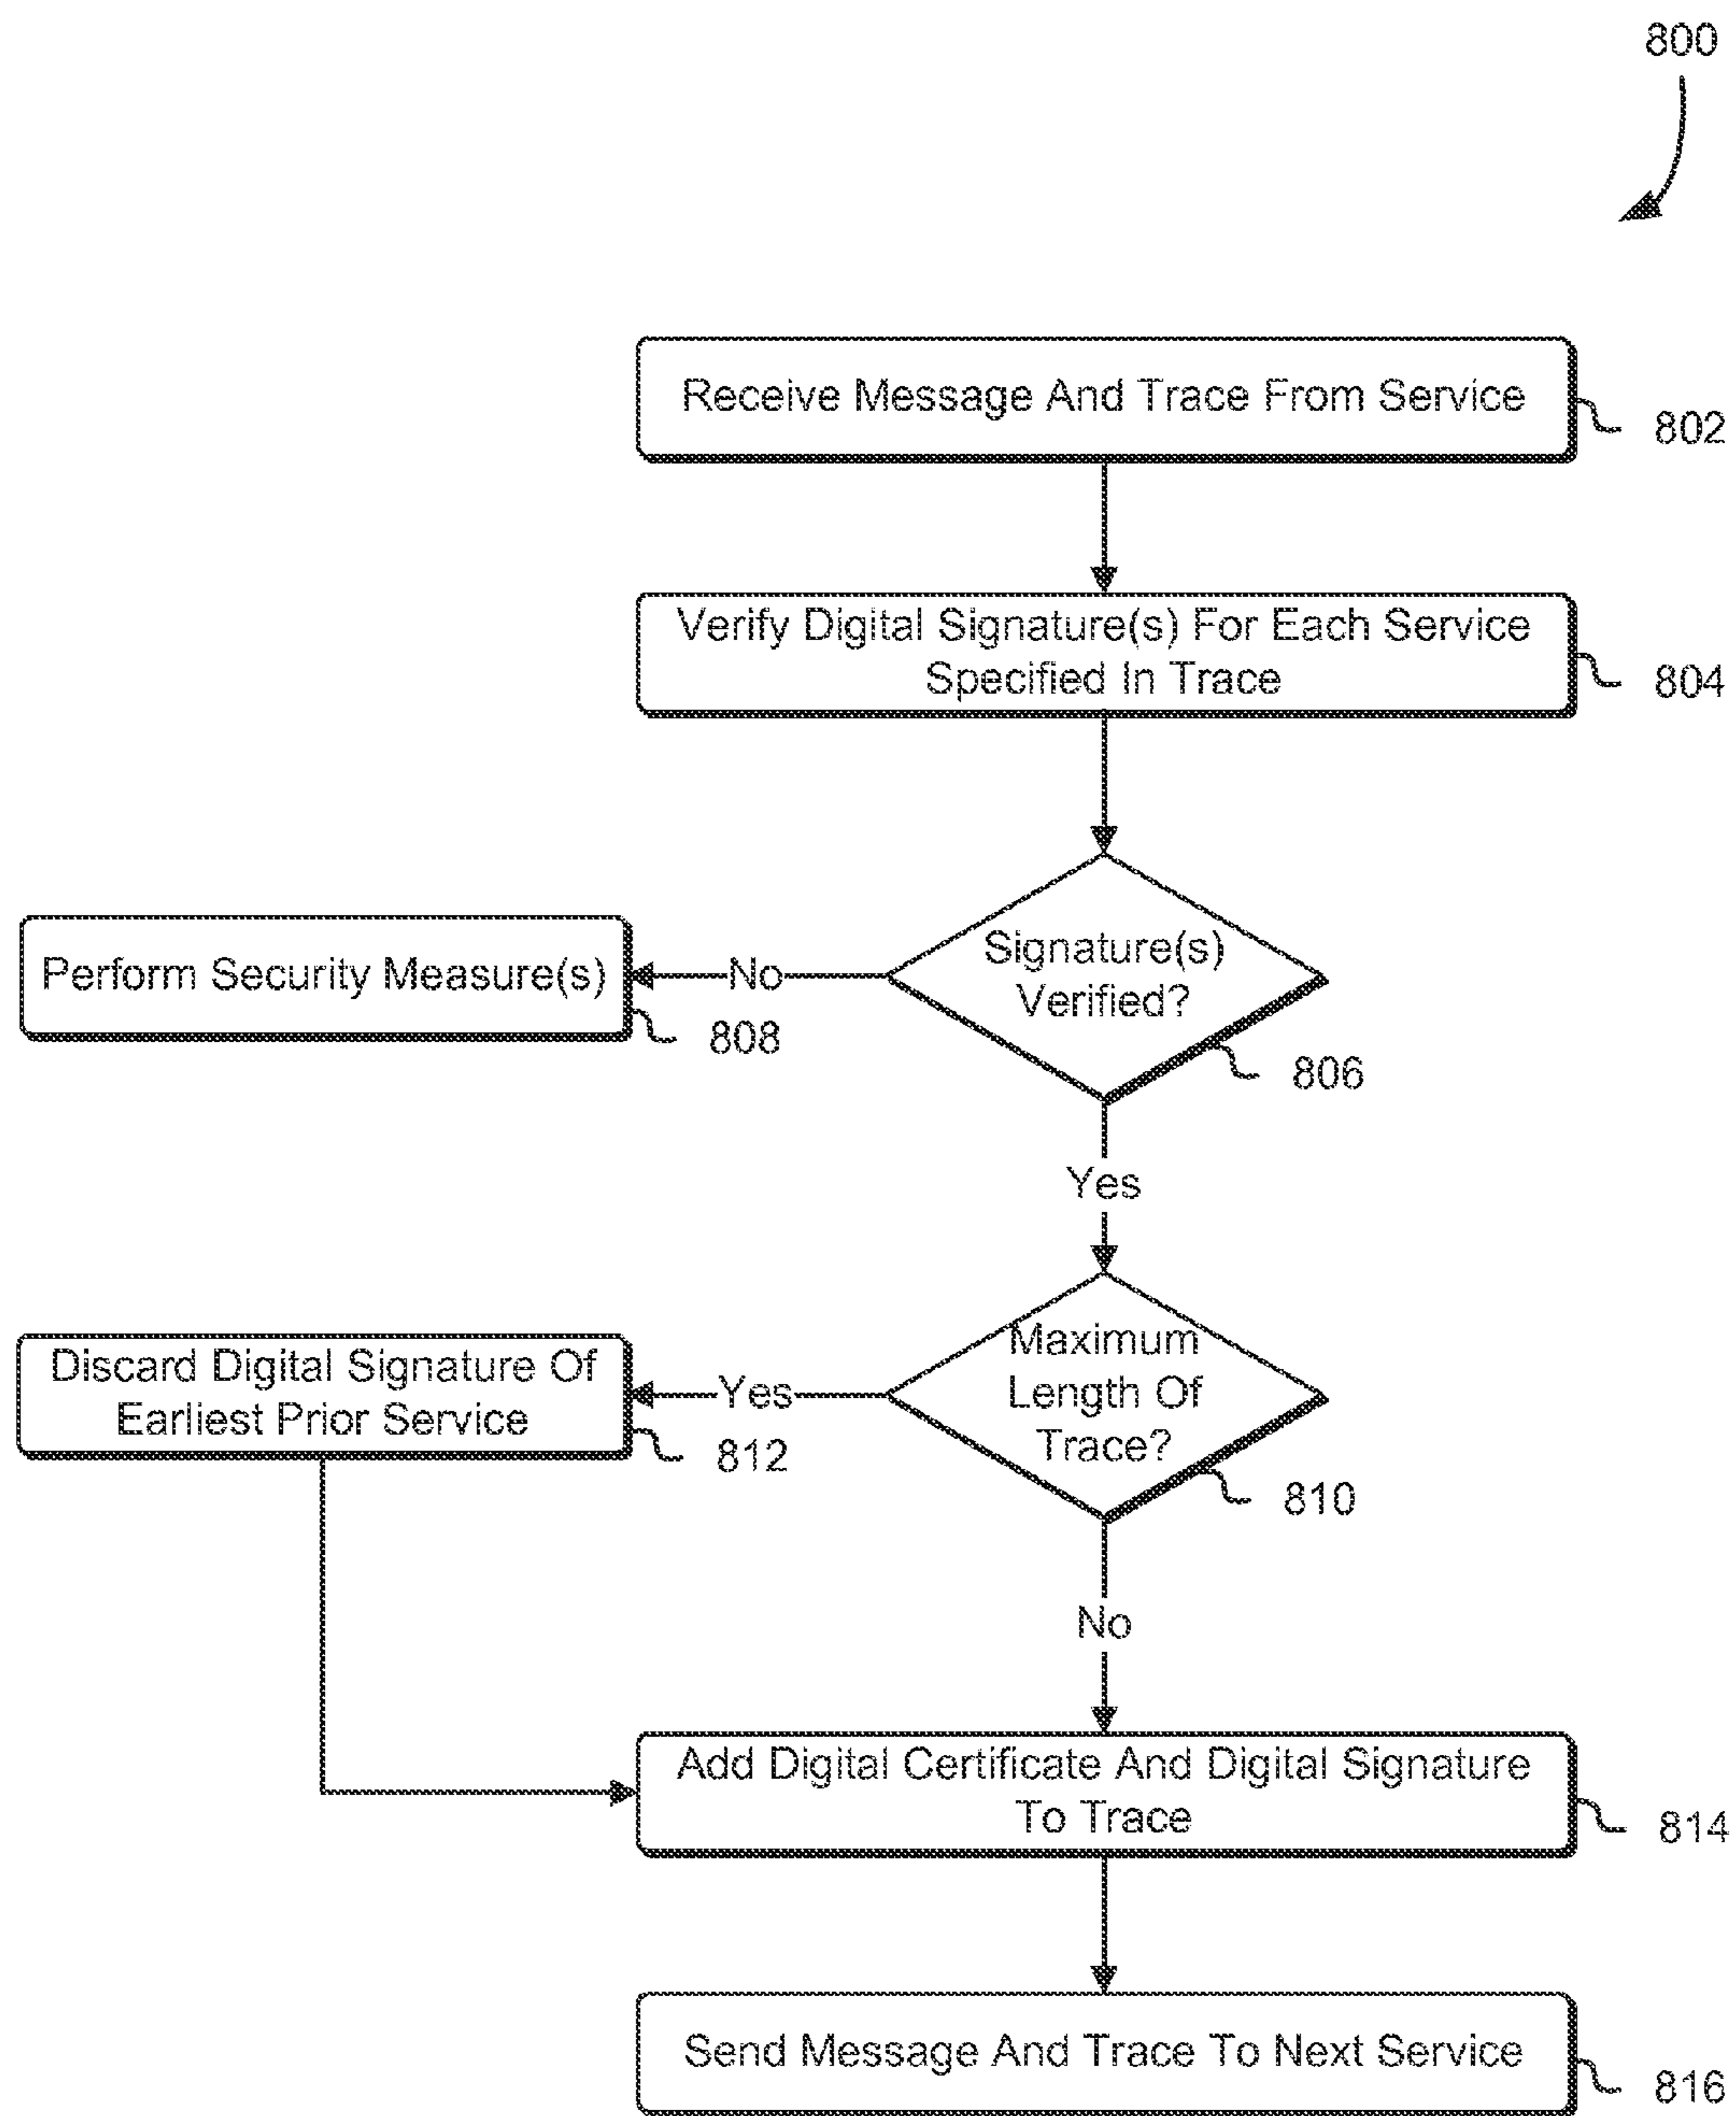 800
Receive Message And Trace From Service
802
Verify Digital Signature(s) For Each Service
Specified In Trace
804
Signature(s)
Verified?
806
No
Perform Security Measure(s)
808
Yes
Maximum
Length Of
Trace?
810
Yes
Discard Digital Signature Of
Earliest Prior Service
812
No
Add Digital Certificate And Digital Signature
To Trace
814
Send Message And Trace To Next Service
816